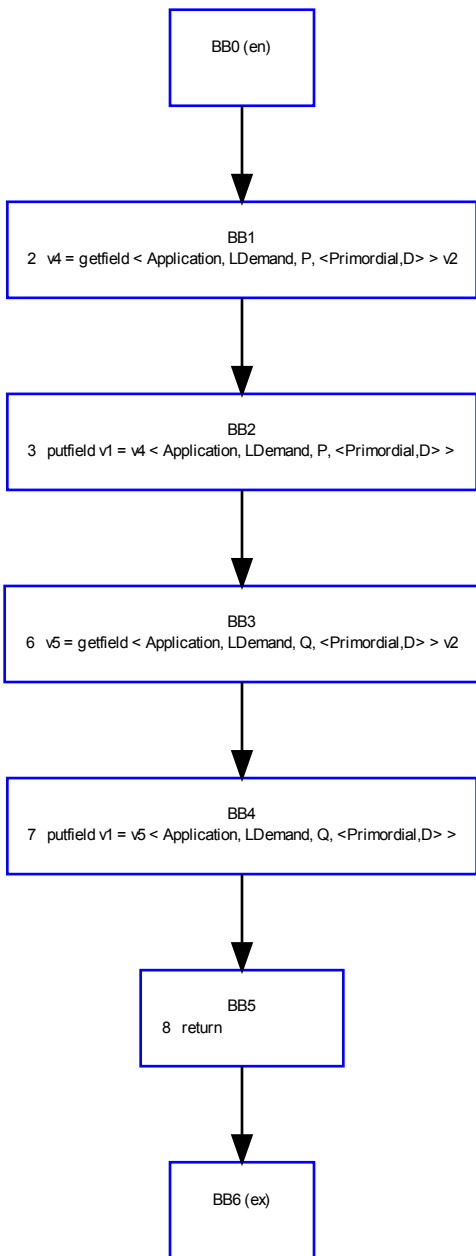 BB0 (en)
BB1
2 v4 = getfield < Application, LDemand, P, <Primordial,D> > v2
BB2
3 putfield v1 = v4 < Application, LDemand, P, <Primordial,D> >
BB3
6 v5 = getfield < Application, LDemand, Q, <Primordial,D> > v2
BB4
7 putfield v1 = v5 < Application, LDemand, Q, <Primordial,D> >
BB5
8 return
BB6 (ex)